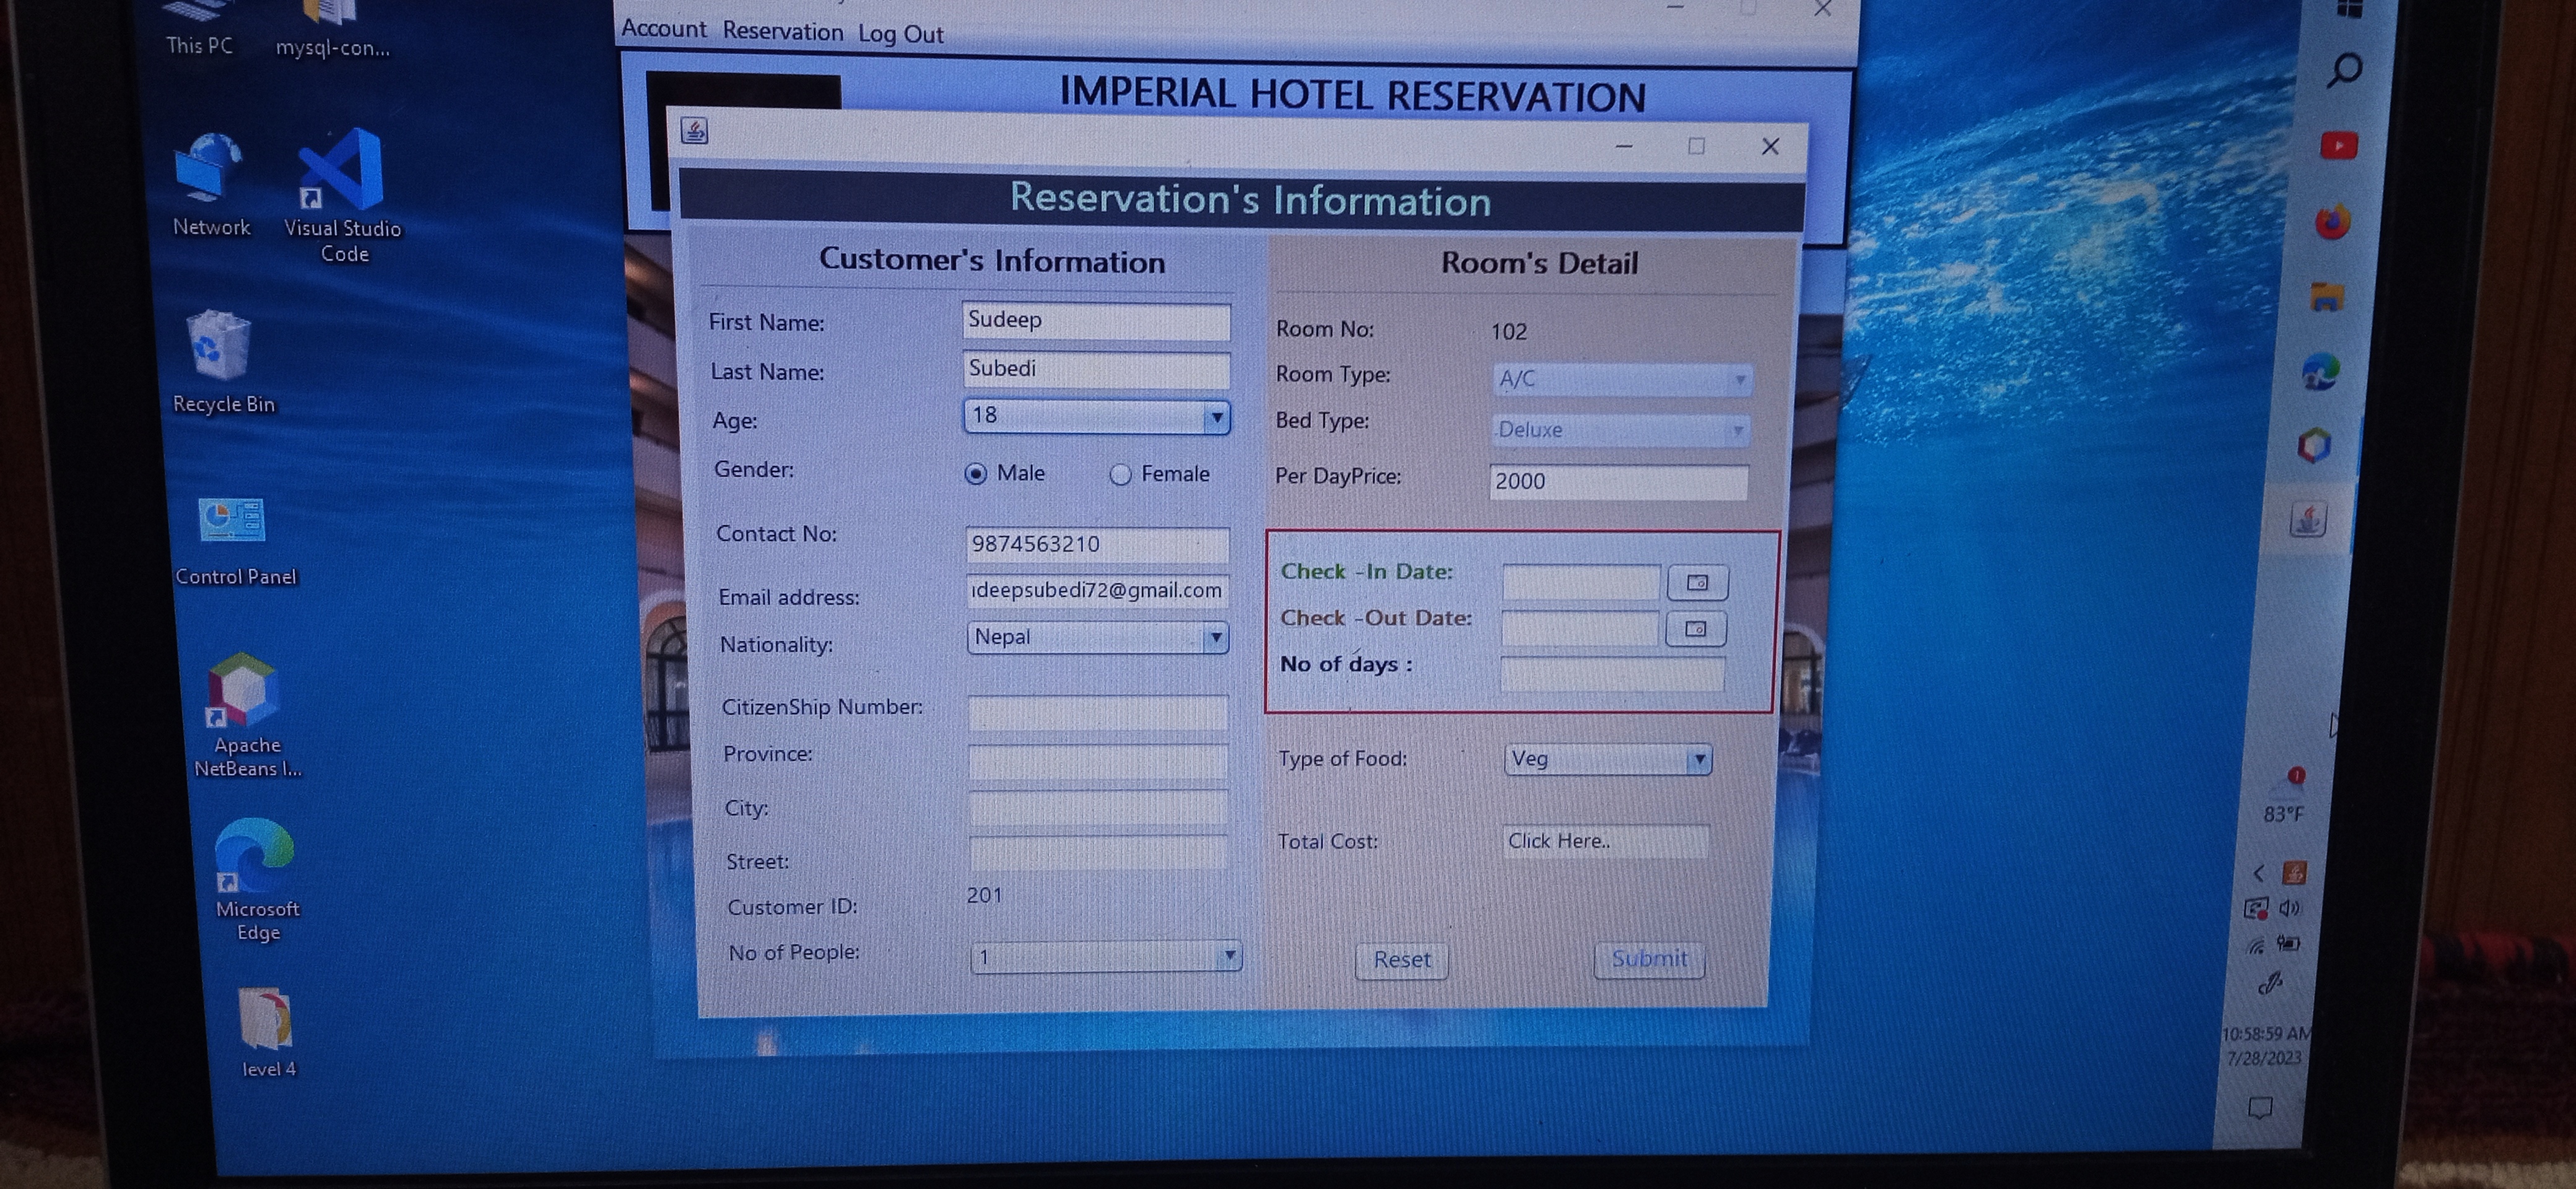 This PC
mysql-con...
Network
Visual Studio
Code
Recycle Bin
Control Panel
Apache
NetBeans I...
Microsoft
Edge
level 4
Account Reservation Log Out
IMPERIAL HOTEL RESERVATION
Reservation's Information
Customer's Information
First Name: Sudeep
Last Name: Subedi
Age: 18
Gender: Male Female
Contact No: 9874563210
Email address: ideepsubedi72@gmail.com
Nationality: Nepal
CitizenShip Number:
Province:
City:
Street:
Customer ID: 201
No of People: 1
Room's Detail
Room No: 102
Room Type: A/C
Bed Type: Deluxe
Per DayPrice: 2000
Check -In Date:
Check -Out Date:
No of days :
Type of Food: Veg
Total Cost: Click Here..
Reset Submit
83°F
10:58:59 AM
7/28/2023